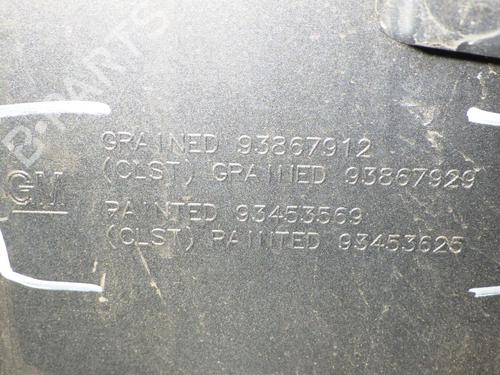 B-PARTS
GRAINED 93867912
(CLST) GRAINED 93867929
GM
PAINTED 93453569
(CLST) PAINTED 93453625